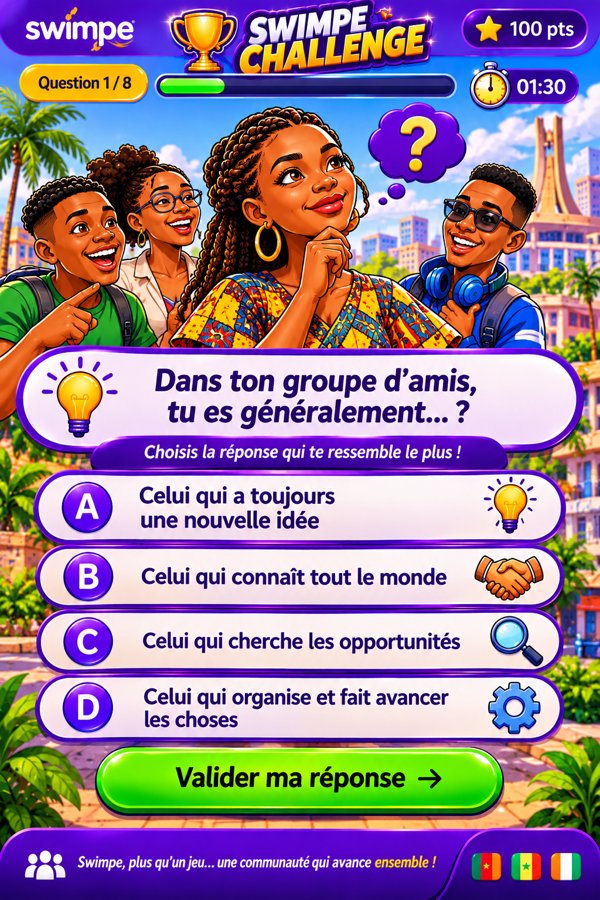 swimpe
SWIMPE
CHALLENGE
100 pts
Question 1 / 8
01:30
?
Dans ton groupe d'amis,
tu es généralement... ?
Choisis la réponse qui te ressemble le plus !
A
Celui qui a toujours
une nouvelle idée
B
Celui qui connaît tout le monde
C
Celui qui cherche les opportunités
D
Celui qui organise et fait avancer
les choses
Valider ma réponse →
Swimpe, plus qu'un jeu... une communauté qui avance ensemble !